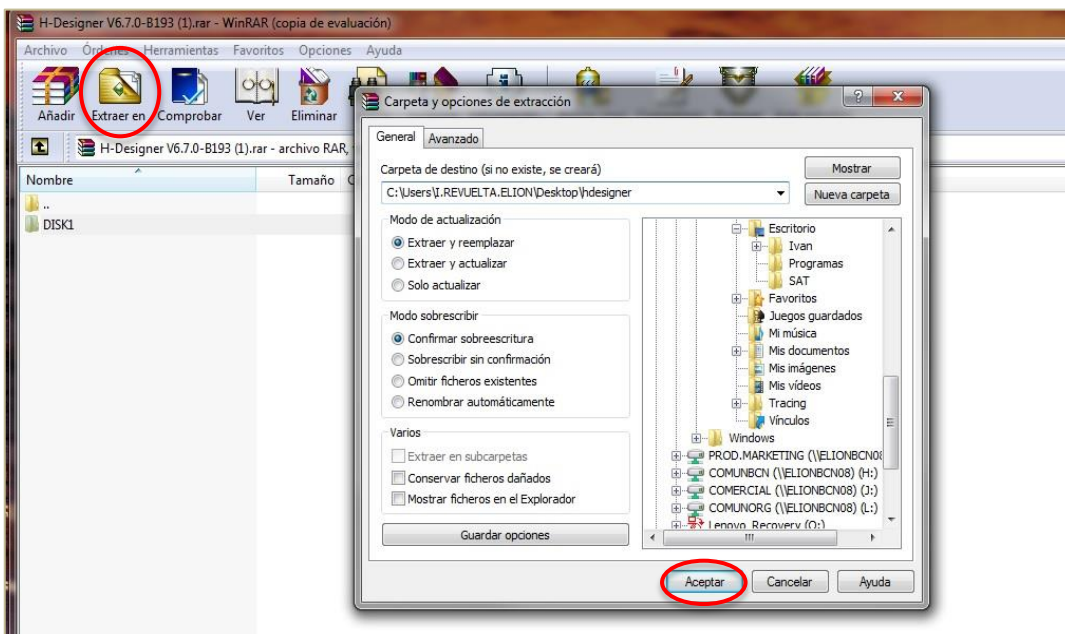 H-Designer V6.7.0-B193 (1).rar - WinRAR (copia de evaluación)
Archivo Órdenes Herramientas Favoritos Opciones Ayuda
Añadir Extraer en Comprobar Ver Eliminar
H-Designer V6.7.0-B193 (1).rar - archivo RAR,
Nombre Tamaño
..
DISK1
Carpeta y opciones de extracción
General Avanzado
Carpeta de destino (si no existe, se creará)
Mostrar
C:\Users\I.REVUELTA.ELION\Desktop\hdesigner
Nueva carpeta
Modo de actualización
Extraer y reemplazar
Extraer y actualizar
Solo actualizar
Modo sobrescribir
Confirmar sobreescritura
Sobrescribir sin confirmación
Omitir ficheros existentes
Renombrar automáticamente
Varios
Extraer en subcarpetas
Conservar ficheros dañados
Mostrar ficheros en el Explorador
Guardar opciones
Escritorio
Ivan
Programas
SAT
Favoritos
Juegos guardados
Mi música
Mis documentos
Mis imágenes
Mis vídeos
Tracing
Vínculos
Windows
PROD.MARKETING (\\ELIONBCN08
COMUNBCN (\\ELIONBCN08) (H:)
COMERCIAL (\\ELIONBCN08) (J:)
COMUNORG (\\ELIONBCN08) (L:)
Lenovo_Recovery (Q:)
Aceptar Cancelar Ayuda